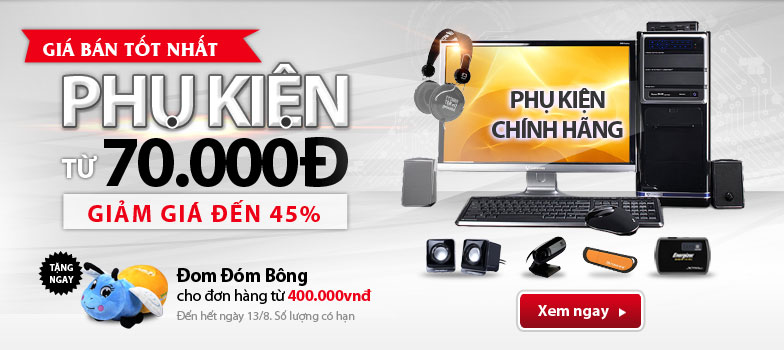 GIÁ BÁN TỐT NHẤT
PHỤ KIỆN
TỪ 70.000Đ
GIẢM GIÁ ĐẾN 45%
TẶNG
NGAY
Đom Đóm Bông
cho đơn hàng từ 400.000vnđ
Đến hết ngày 13/8. Số lượng có hạn
PHỤ KIỆN
CHÍNH HÃNG
Energizer
Xem ngay